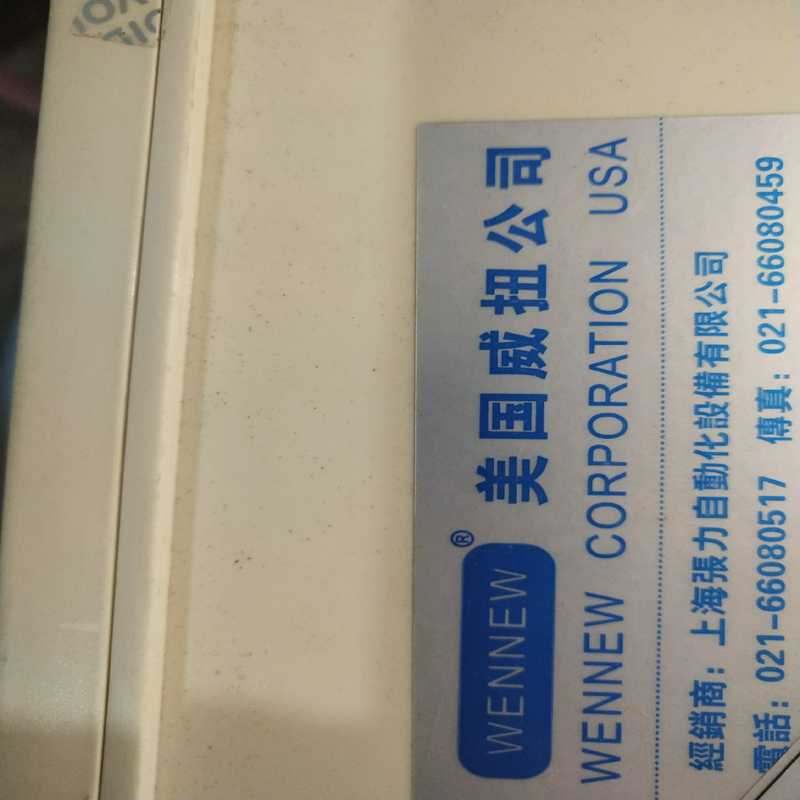 WENNEW® 美国威扭公司
WENNEW CORPORATION USA
經銷商：上海張力自動化設備有限公司
電話：021-66080517 傳真：021-66080459